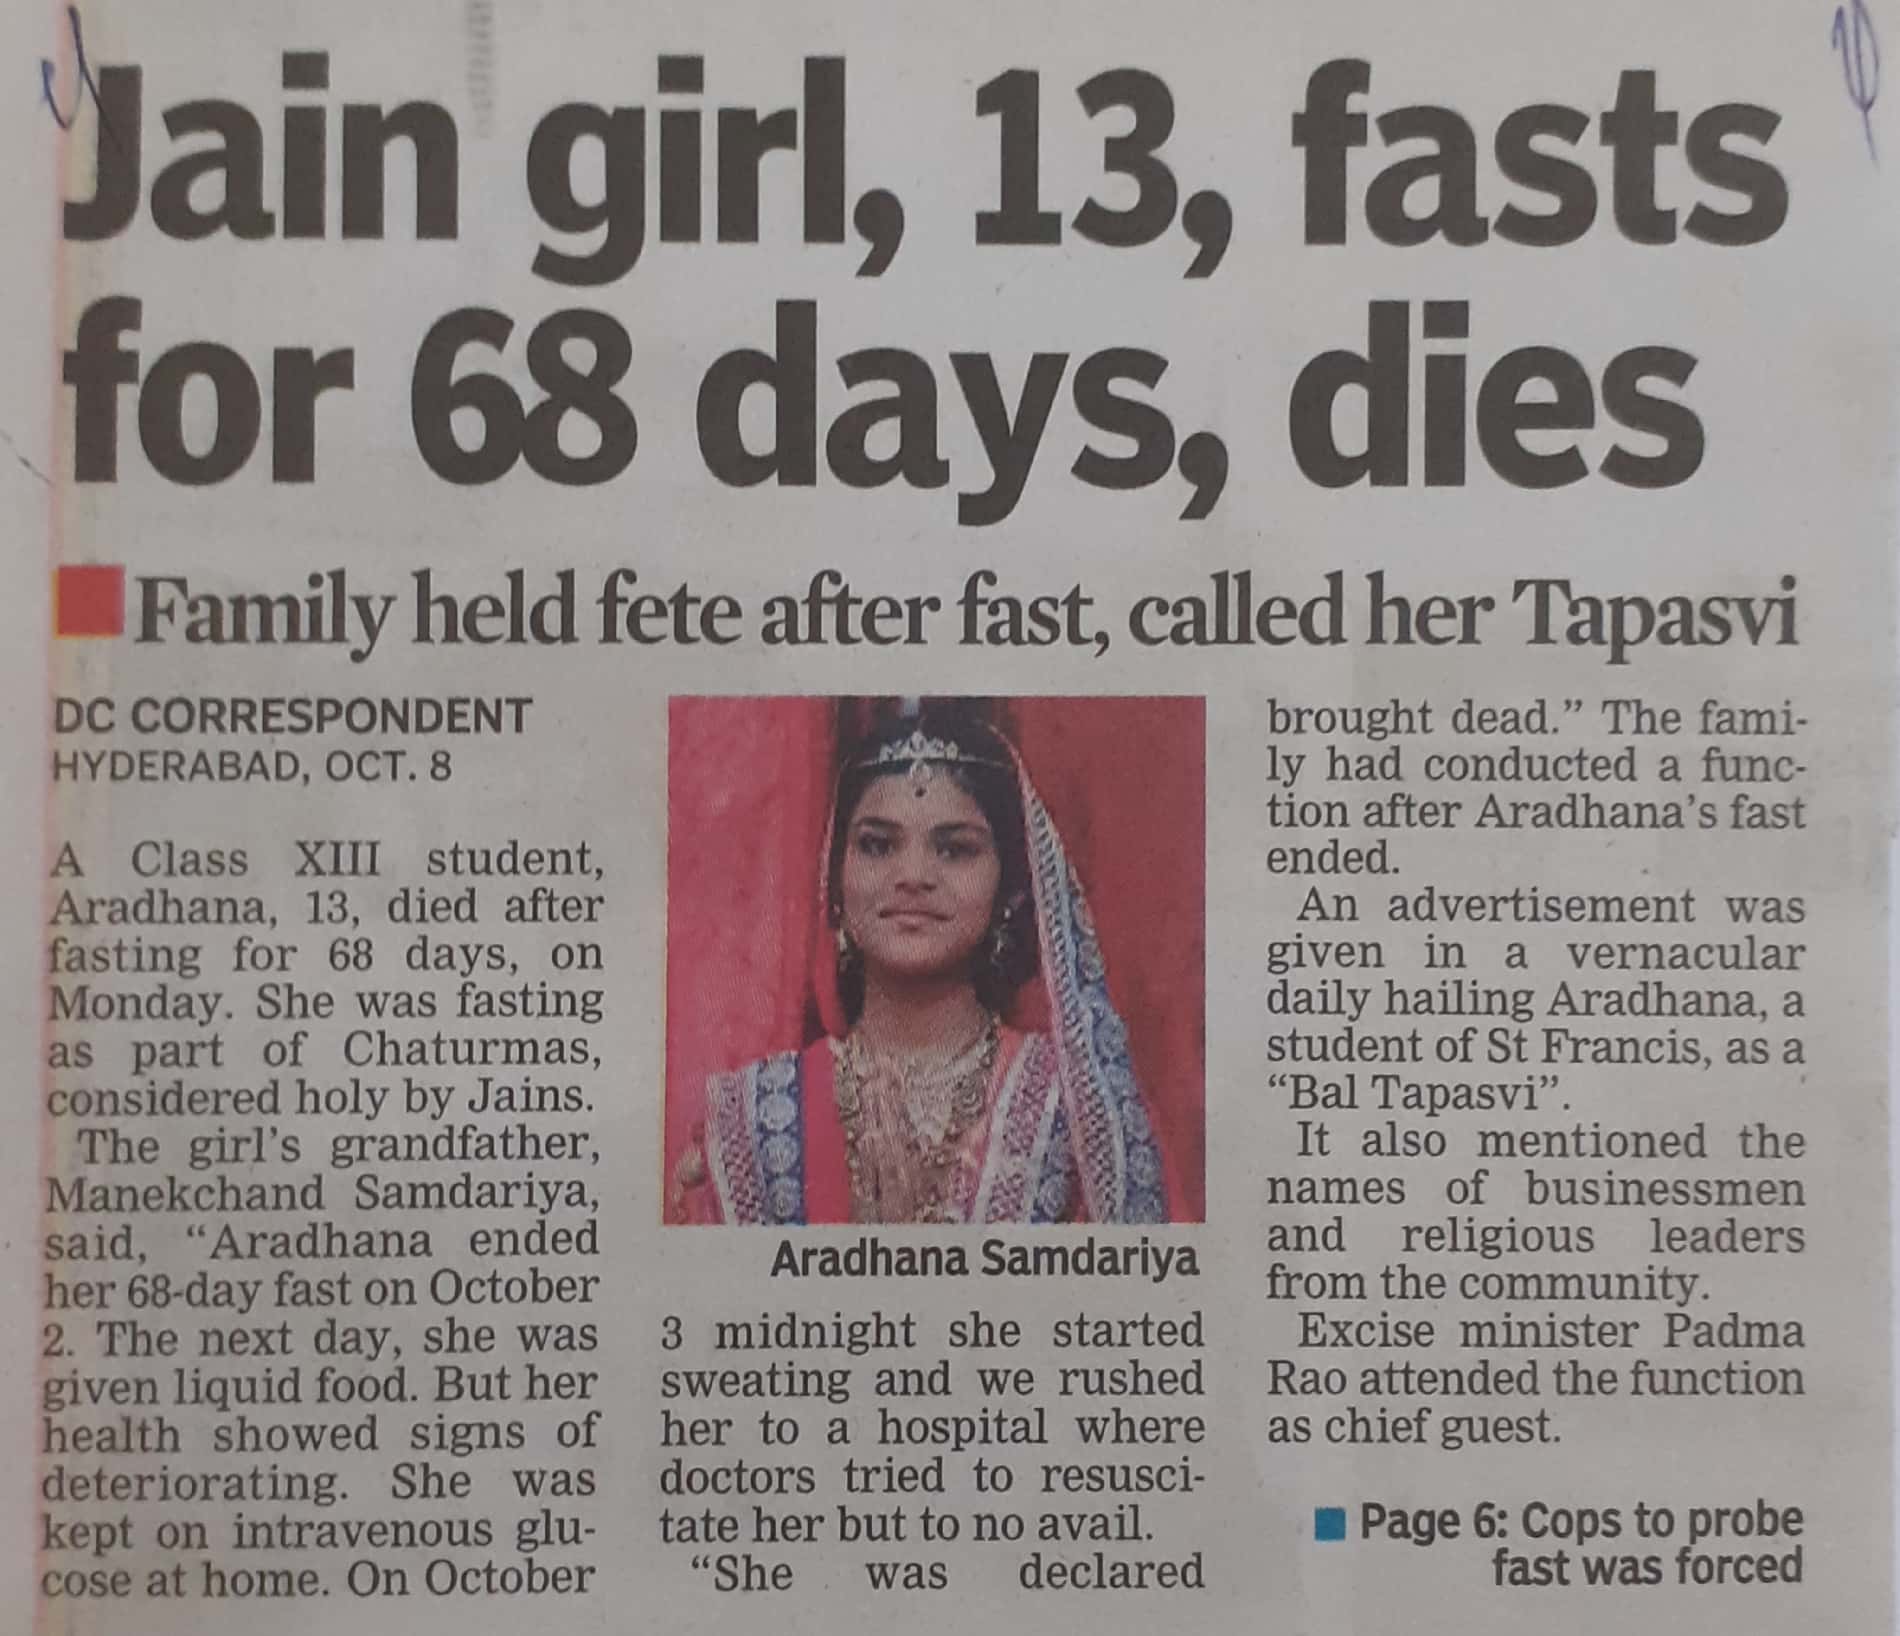 Jain girl, 13, fasts
for 68 days, dies
Family held fete after fast, called her Tapasvi
DC CORRESPONDENT
HYDERABAD, OCT. 8
A Class XIII student,
Aradhana, 13, died after
fasting for 68 days, on
Monday. She was fasting
as part of Chaturmas,
considered holy by Jains.
The girl's grandfather,
Manekchand Samdariya,
said, “Aradhana ended
her 68-day fast on October
2. The next day, she was
given liquid food. But her
health showed signs of
deteriorating. She was
kept on intravenous glu-
cose at home. On October
Aradhana Samdariya
3 midnight she started
sweating and we rushed
her to a hospital where
doctors tried to resusci-
tate her but to no avail.
“She was declared
brought dead.” The fami-
ly had conducted a func-
tion after Aradhana's fast
ended.
An advertisement was
given in a vernacular
daily hailing Aradhana, a
student of St Francis, as a
“Bal Tapasvi”.
It also mentioned the
names of businessmen
and religious leaders
from the community.
Excise minister Padma
Rao attended the function
as chief guest.
Page 6: Cops to probe
fast was forced